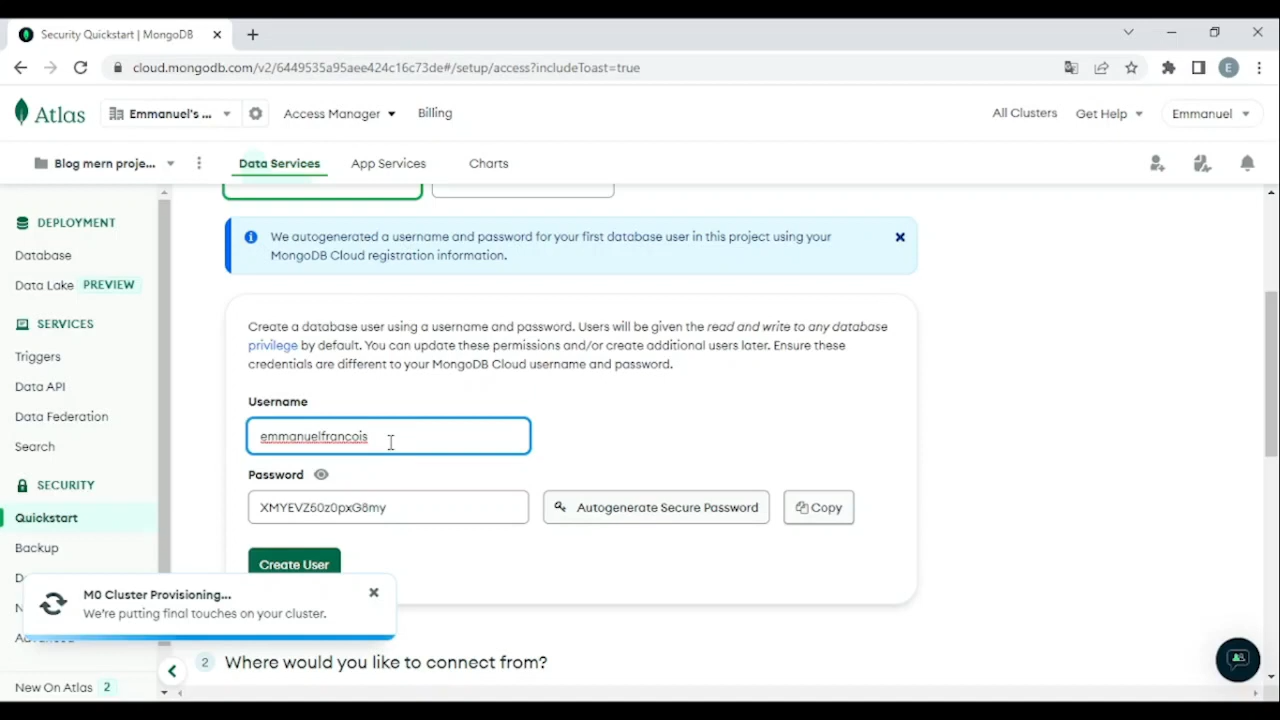 Security Quickstart | MongoDB
cloud.mongodb.com/v2/6449535a95aee424c16c73de#/setup/access?includeToast=true
E
Atlas
Emmanuel's ...
Access Manager
Billing
All Clusters
Get Help
Emmanuel
Blog mern proje...
Data Services
App Services
Charts
DEPLOYMENT
Database
Data Lake PREVIEW
SERVICES
Triggers
Data API
Data Federation
Search
SECURITY
Quickstart
Backup
New On Atlas 2
We autogenerated a username and password for your first database user in this project using your
MongoDB Cloud registration information.
Create a database user using a username and password. Users will be given the read and write to any database
privilege by default. You can update these permissions and/or create additional users later. Ensure these
credentials are different to your MongoDB Cloud username and password.
Username
emmanuelfrancois
Password
XMYEVZ60z0pxG8my
Autogenerate Secure Password
Copy
Create User
M0 Cluster Provisioning...
We're putting final touches on your cluster.
2 Where would you like to connect from?